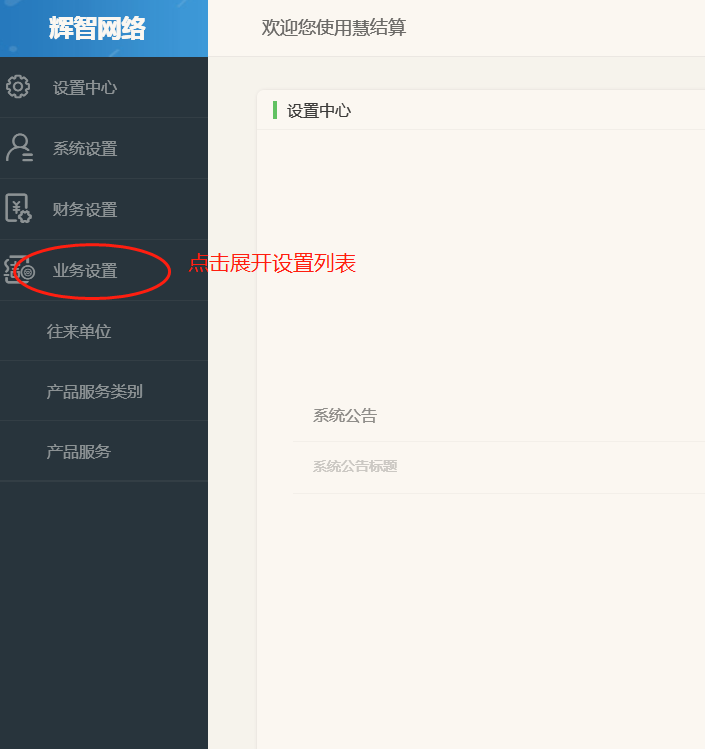 辉智网络
欢迎您使用慧结算
设置中心
设置中心
系统设置
财务设置
业务设置
点击展开设置列表
往来单位
产品服务类别
产品服务
系统公告
系统公告标题